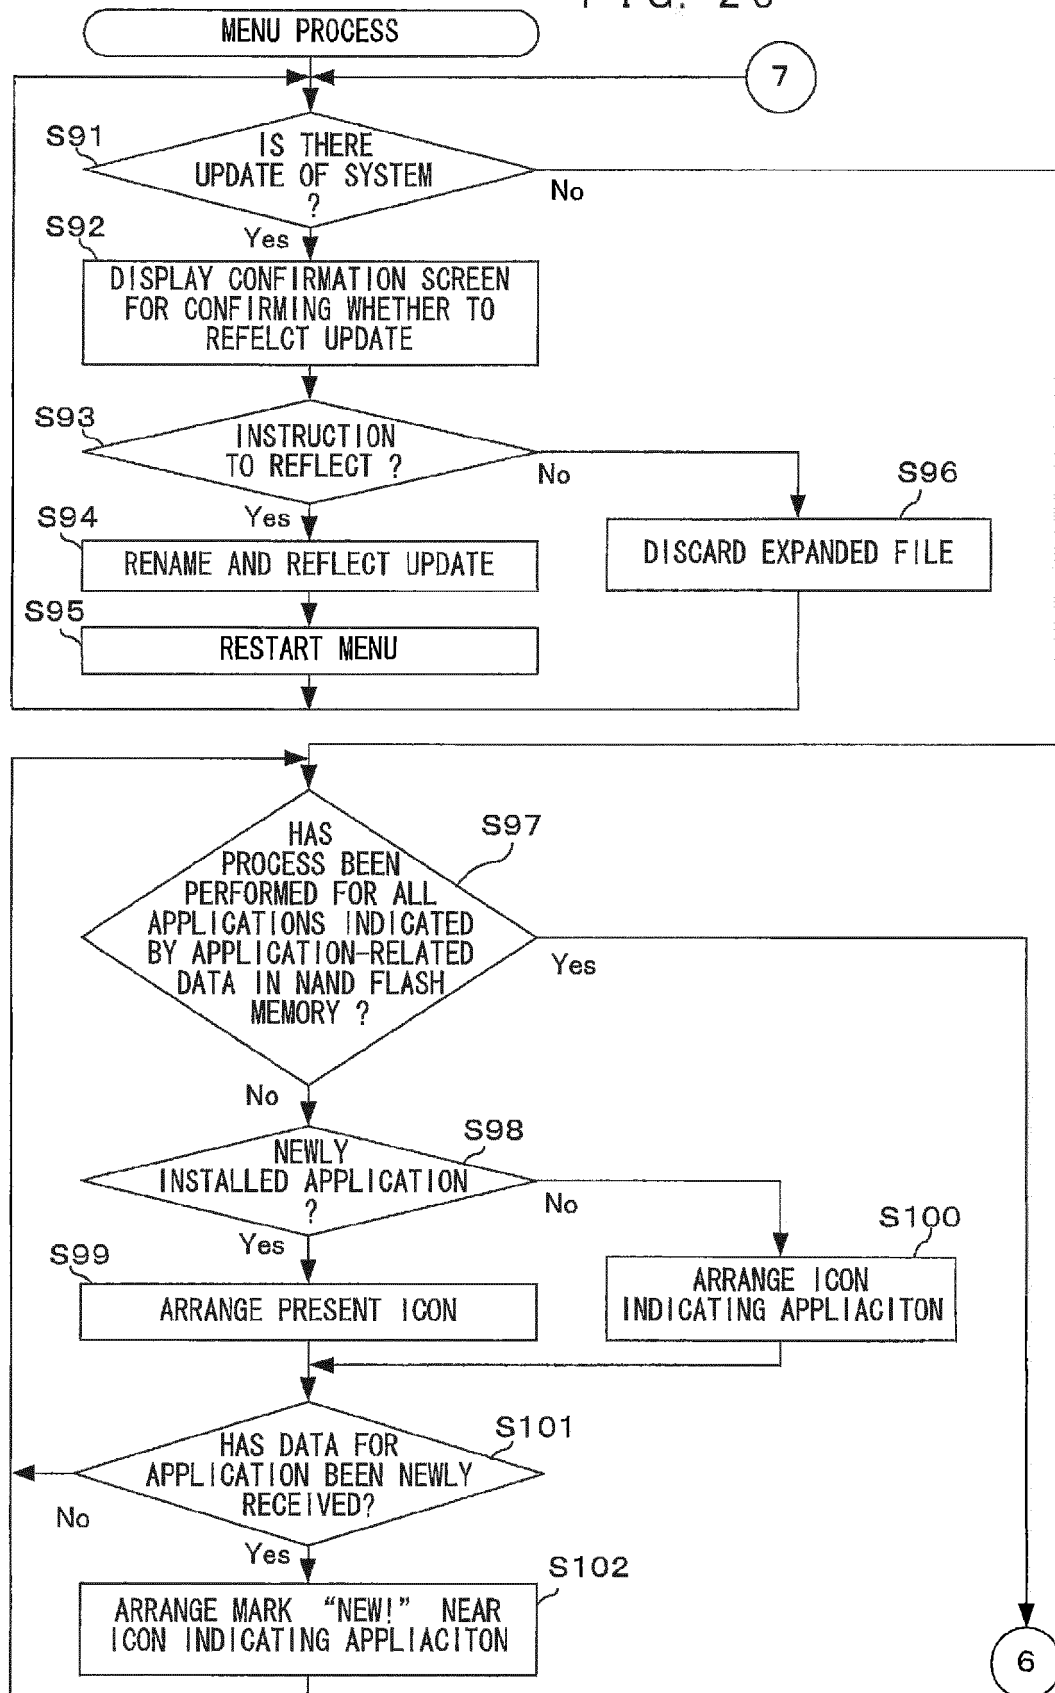 MENU PROCESS
7
S91
IS THERE
UPDATE OF SYSTEM
?
No
Yes
S92
DISPLAY CONFIRMATION SCREEN
FOR CONFIRMING WHETHER TO
REFELCT UPDATE
S93
INSTRUCTION
TO REFLECT ?
No
Yes
S96
DISCARD EXPANDED FILE
S94
RENAME AND REFLECT UPDATE
S95
RESTART MENU
S97
HAS
PROCESS BEEN
PERFORMED FOR ALL
APPLICATIONS INDICATED
BY APPLICATION-RELATED
DATA IN NAND FLASH
MEMORY ?
Yes
No
S98
NEWLY
INSTALLED APPLICATION
?
No
Yes
S99
ARRANGE PRESENT ICON
S100
ARRANGE ICON
INDICATING APPLIACITON
S101
HAS DATA FOR
APPLICATION BEEN NEWLY
RECEIVED?
No
Yes
S102
ARRANGE MARK “NEW!” NEAR
ICON INDICATING APPLIACITON
6